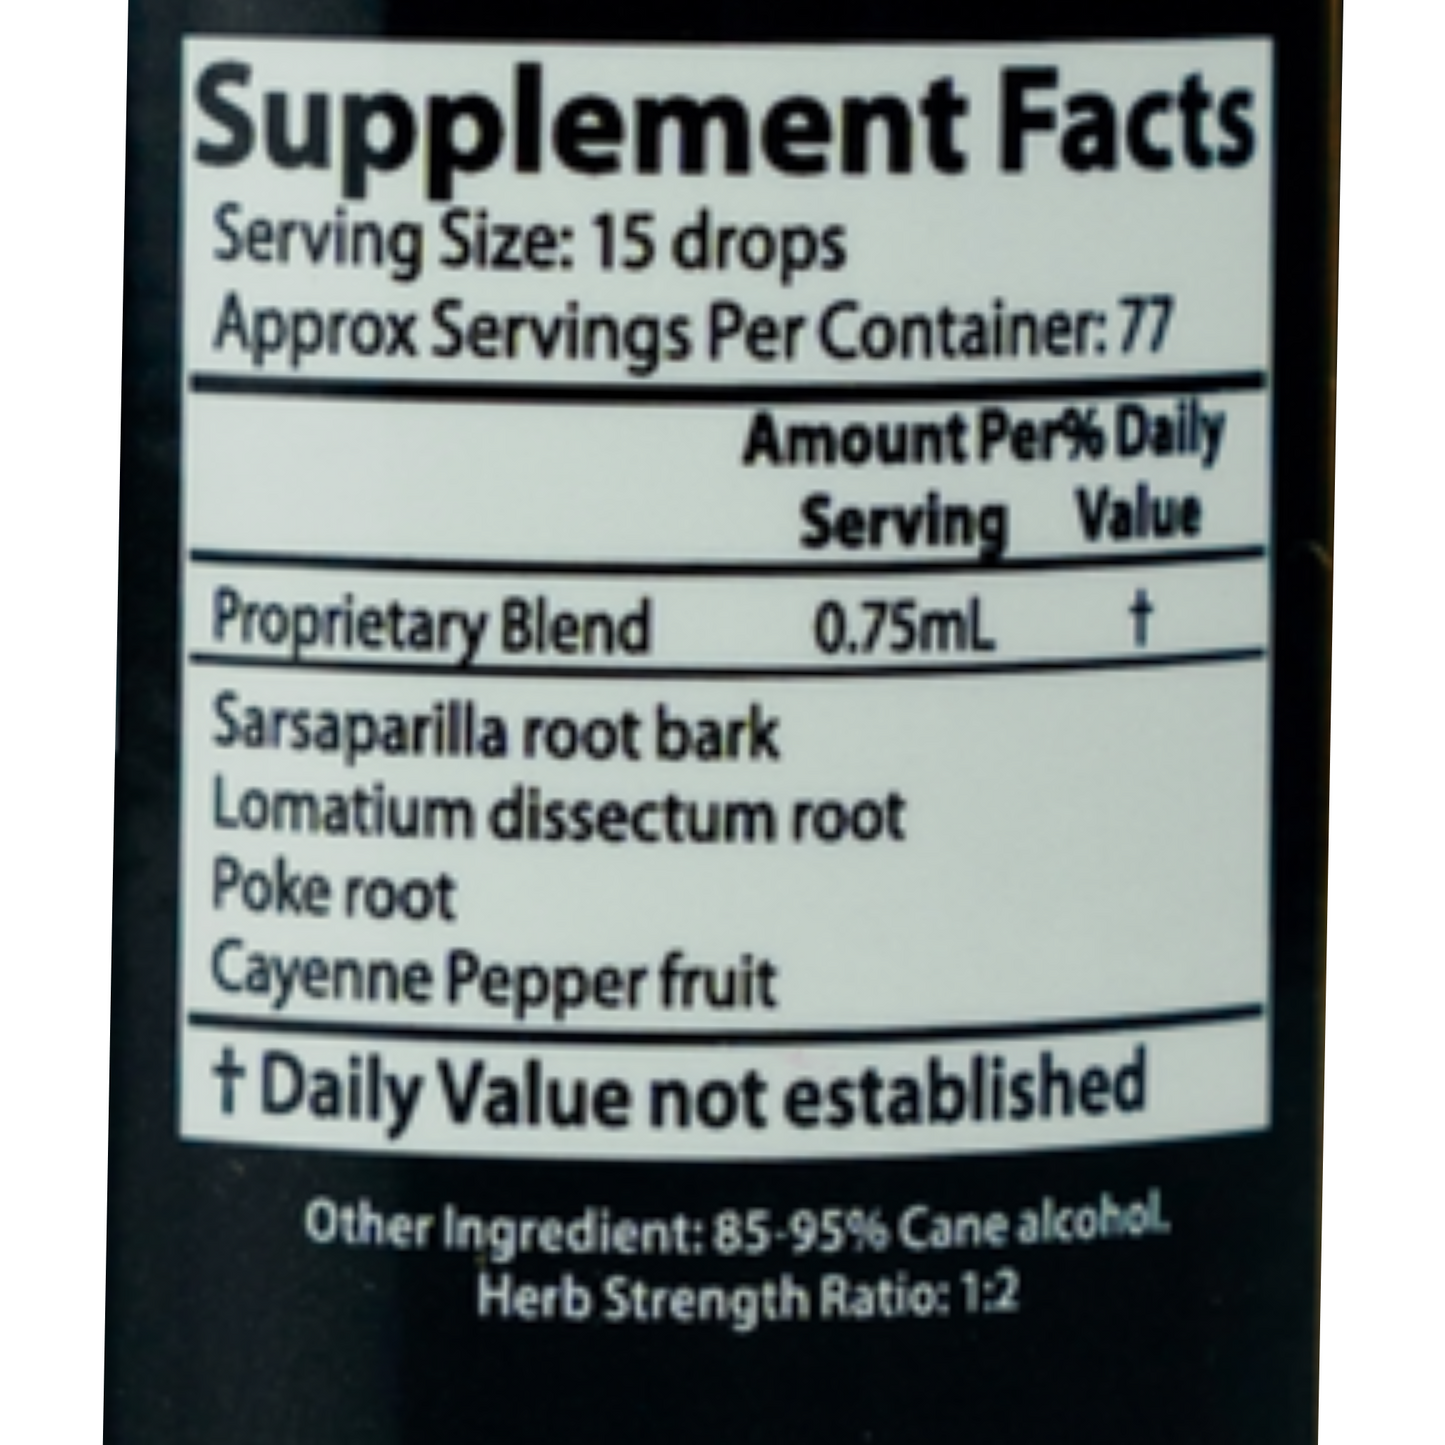 Supplement Facts
Serving Size: 15 drops
Approx Servings Per Container: 77
Amount Per % Daily
Serving Value
Proprietary Blend 0.75mL †
Sarsaparilla root bark
Lomatium dissectum root
Poke root
Cayenne Pepper fruit
† Daily Value not established
Other Ingredient: 85-95% Cane alcohol.
Herb Strength Ratio: 1:2